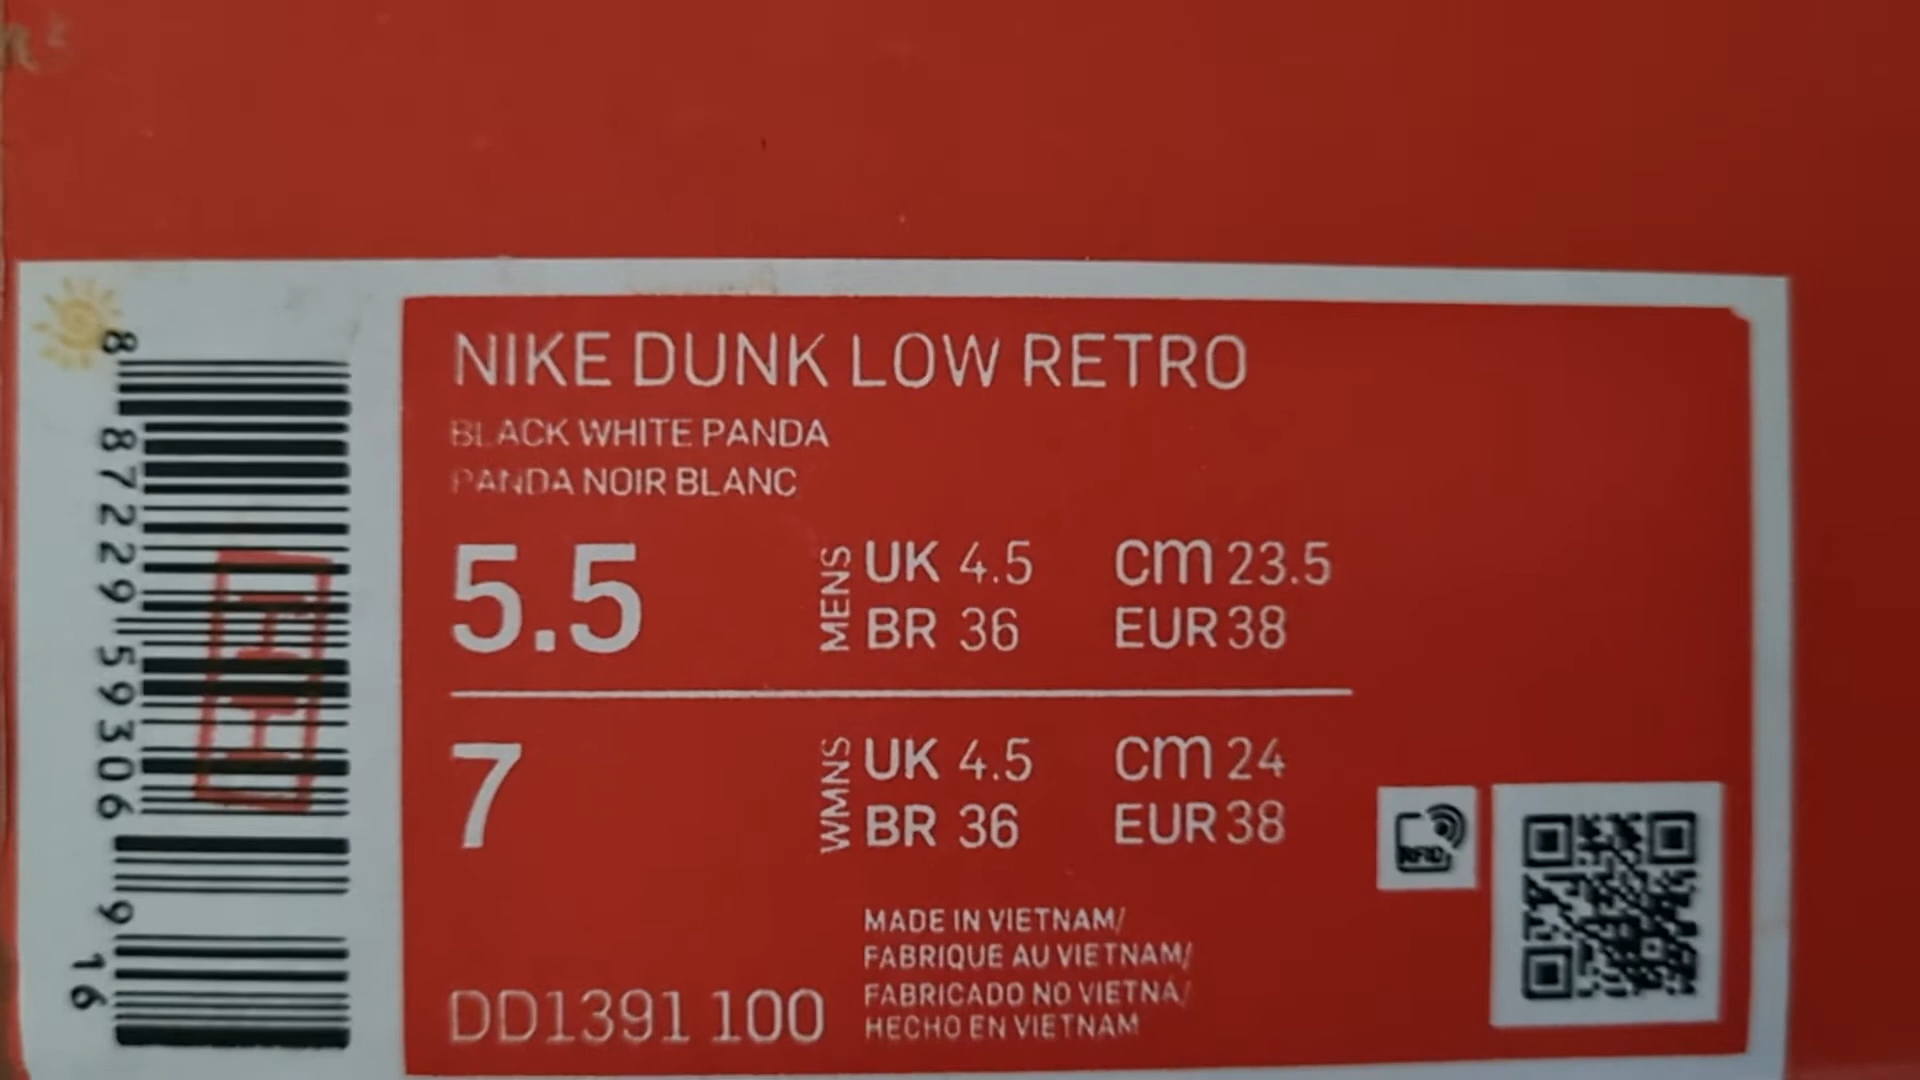 NIKE DUNK LOW RETRO
BLACK WHITE PANDA
PANDA NOIR BLANC
5.5 MENS UK 4.5 CM 23.5
BR 36 EUR 38
7 WMNS UK 4.5 CM 24
BR 36 EUR 38
MADE IN VIETNAM/
FABRIQUE AU VIETNAM/
FABRICADO NO VIETNÁ/
HECHO EN VIETNAM
DD1391 100
RFID
8 87229 59306 9
16